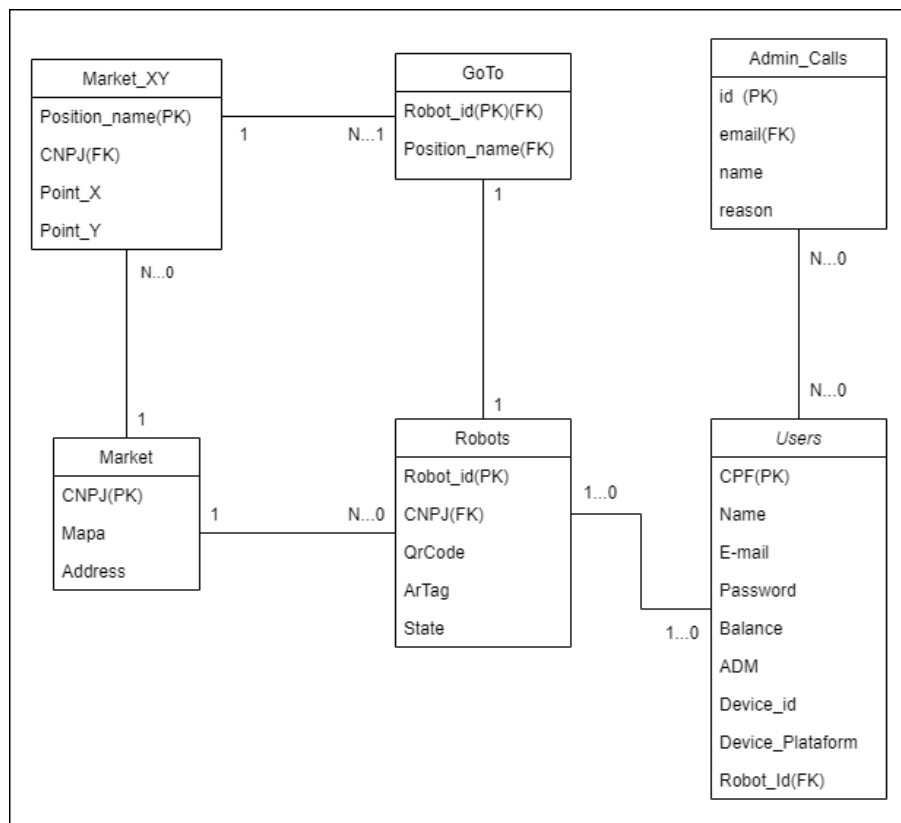 Market_XY
Position_name(PK)
CNPJ(FK)
Point_X
Point_Y
GoTo
Robot_id(PK)(FK)
Position_name(FK)
Admin_Calls
id (PK)
email(FK)
name
reason
1
N...1
N...0
1
N...0
1
1
N...0
Market
CNPJ(PK)
Mapa
Address
1
N...0
Robots
Robot_id(PK)
CNPJ(FK)
QrCode
ArTag
State
1...0
1...0
Users
CPF(PK)
Name
E-mail
Password
Balance
ADM
Device_id
Device_Plataform
Robot_Id(FK)